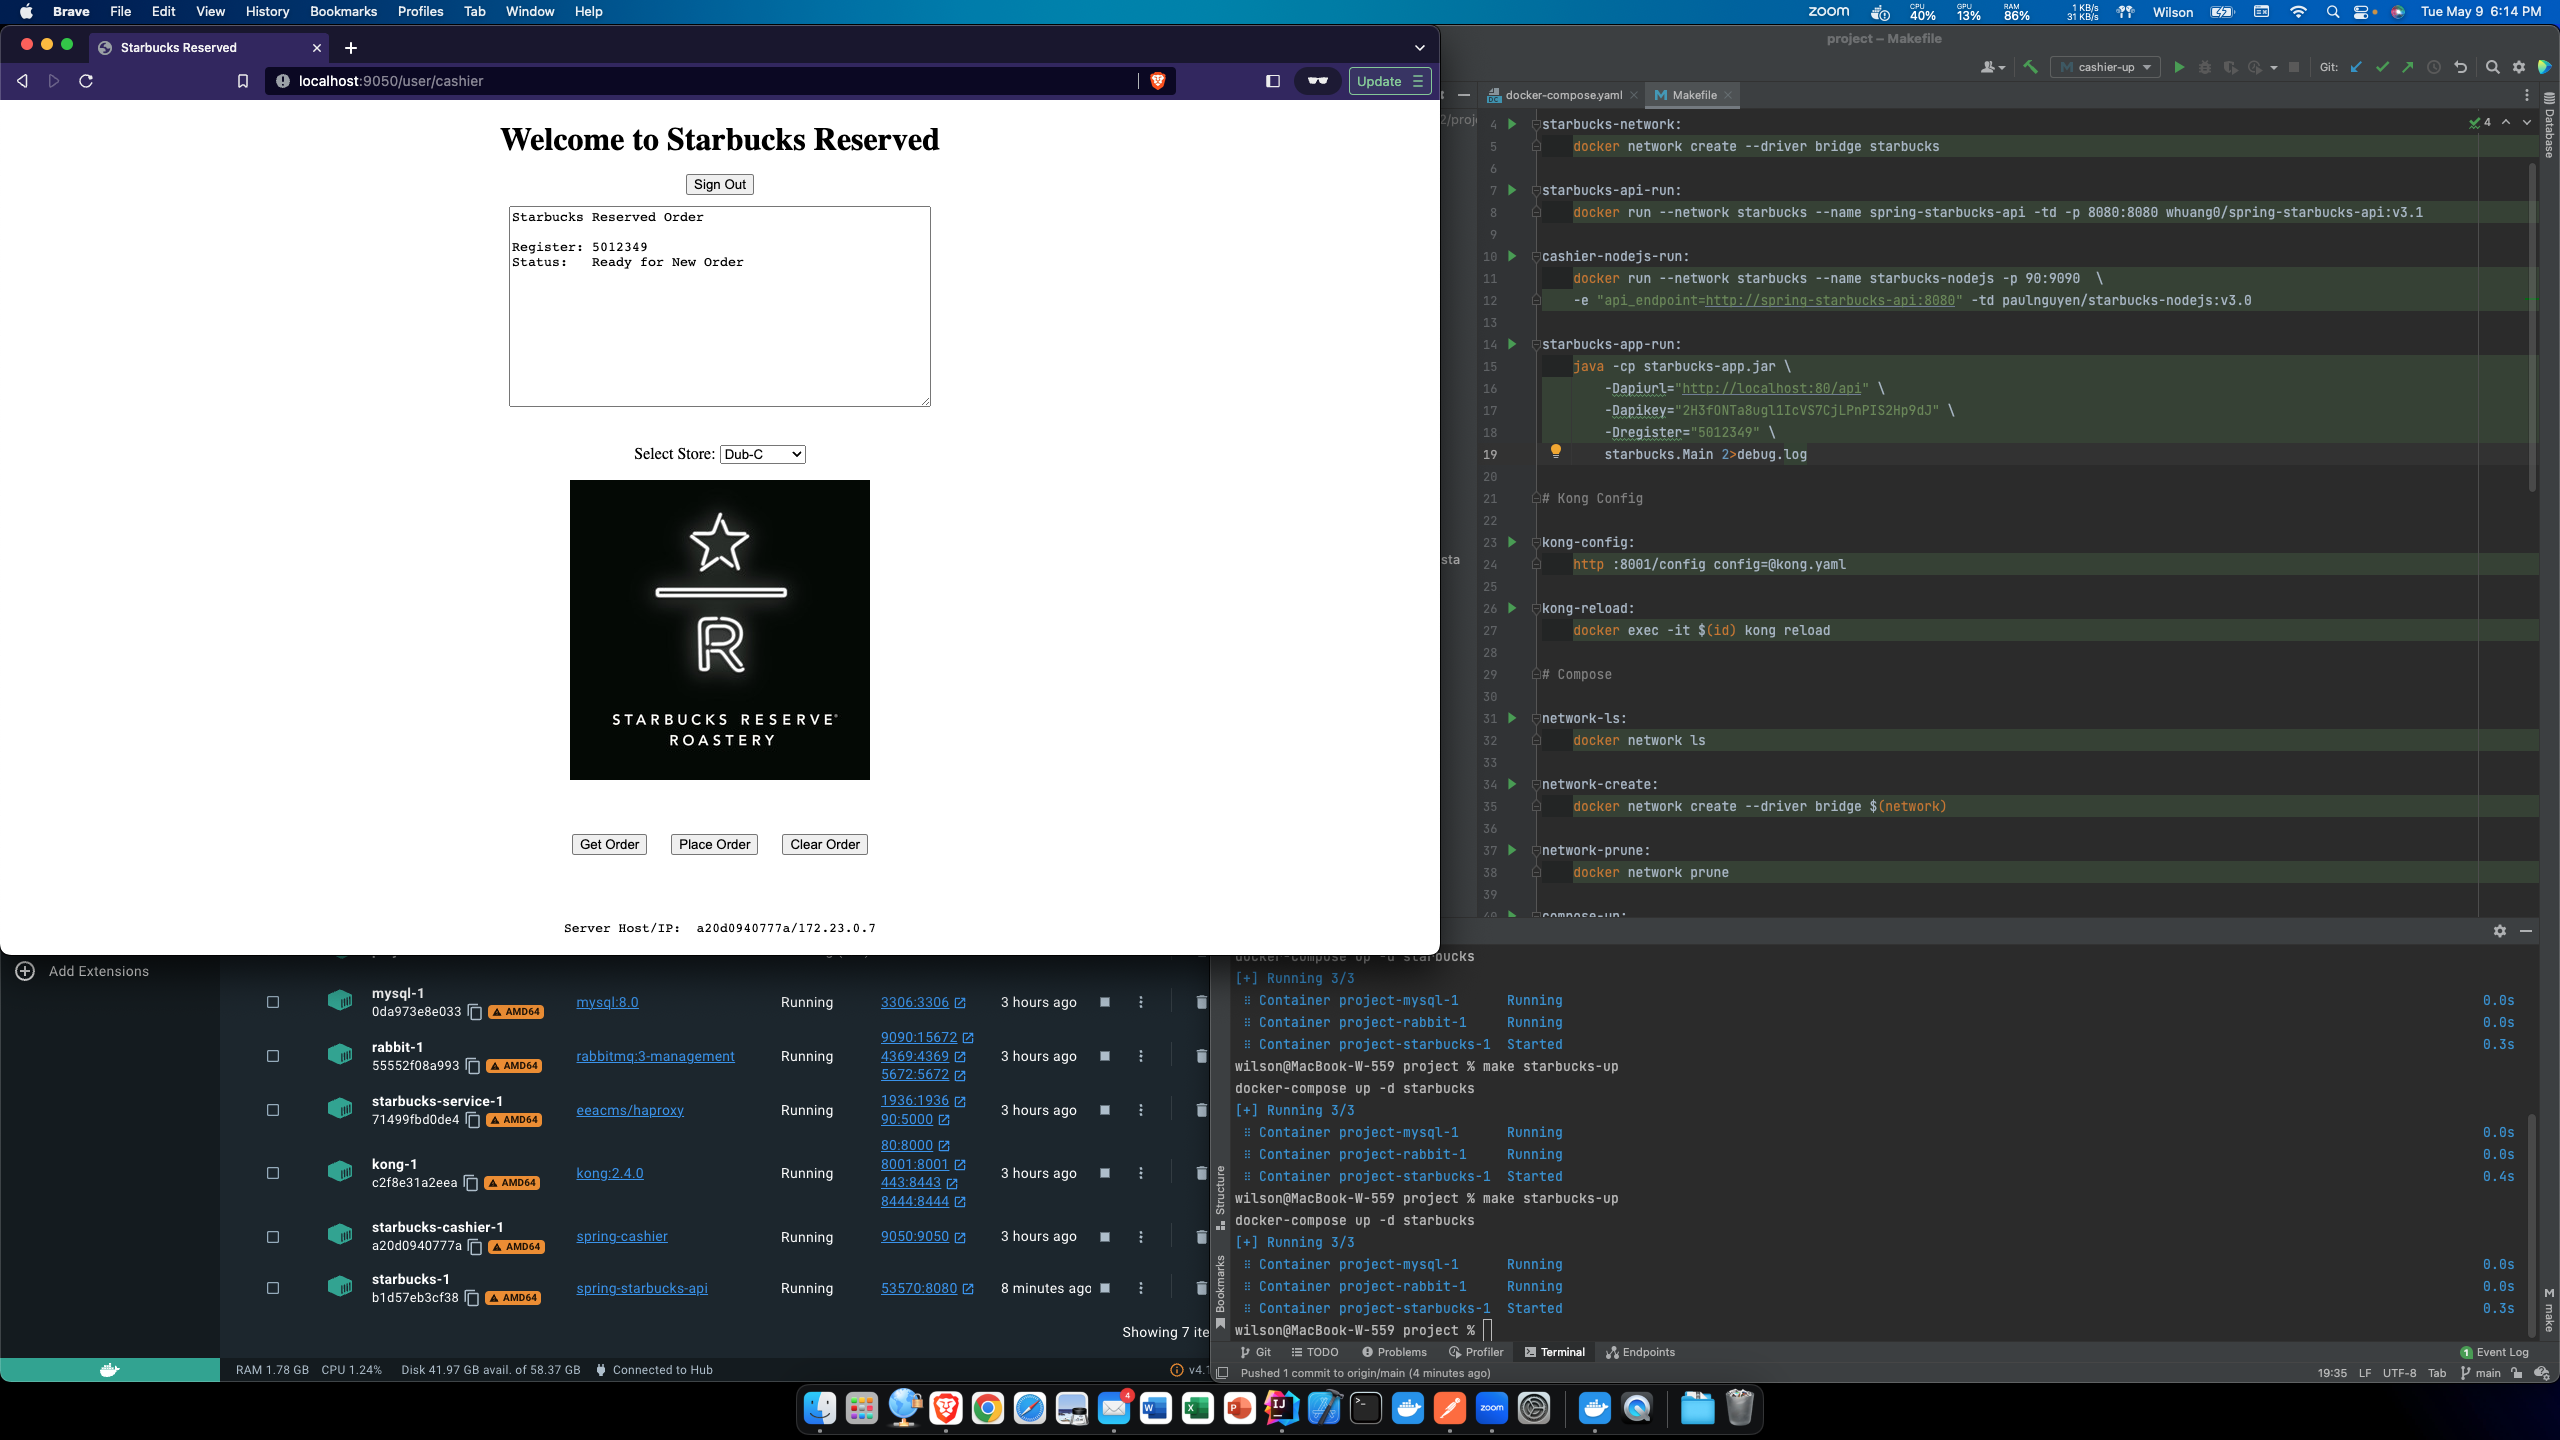 Brave File Edit View History Bookmarks Profiles Tab Window Help
zoom CPU 40% GPU 13% RAM 86% 1 KB/s 31 KB/s Wilson Tue May 9 6:14 PM
Starbucks Reserved
localhost:9050/user/cashier
Update
Welcome to Starbucks Reserved
Sign Out
Starbucks Reserved Order
Register: 5012349
Status: Ready for New Order
Select Store: Dub-C
R
STARBUCKS RESERVE
ROASTERY
Get Order Place Order Clear Order
Server Host/IP: a20d0940777a/172.23.0.7
project – Makefile
cashier-up Git:
docker-compose.yaml Makefile
4 starbucks-network:
5 docker network create --driver bridge starbucks
6
7 starbucks-api-run:
8 docker run --network starbucks --name spring-starbucks-api -td -p 8080:8080 whuang0/spring-starbucks-api:v3.1
9
10 cashier-nodejs-run:
11 docker run --network starbucks --name starbucks-nodejs -p 90:9090 \
12 -e "api_endpoint=http://spring-starbucks-api:8080" -td paulnguyen/starbucks-nodejs:v3.0
13
14 starbucks-app-run:
15 java -cp starbucks-app.jar \
16 -Dapiurl="http://localhost:80/api" \
17 -Dapikey="2H3fONTa8ugl1IcVS7CjLPnPIS2Hp9dJ" \
18 -Dregister="5012349" \
19 starbucks.Main 2>debug.log
20
21 # Kong Config
22
23 kong-config:
24 http :8001/config config=@kong.yaml
25
26 kong-reload:
27 docker exec -it $(id) kong reload
28
29 # Compose
30
31 network-ls:
32 docker network ls
33
34 network-create:
35 docker network create --driver bridge $(network)
36
37 network-prune:
38 docker network prune
39
40 compose-up:
4
Database
sta
Add Extensions
mysql-1
0da973e8e033 AMD64 mysql:8.0 Running 3306:3306 3 hours ago
rabbit-1
55552f08a993 AMD64 rabbitmq:3-management Running 9090:15672 4369:4369 5672:5672 3 hours ago
starbucks-service-1
71499fbd0de4 AMD64 eeacms/haproxy Running 1936:1936 90:5000 3 hours ago
kong-1
c2f8e31a2eea AMD64 kong:2.4.0 Running 80:8000 8001:8001 443:8443 8444:8444 3 hours ago
starbucks-cashier-1
a20d0940777a AMD64 spring-cashier Running 9050:9050 3 hours ago
starbucks-1
b1d57eb3cf38 AMD64 spring-starbucks-api Running 53570:8080 8 minutes ago
Showing 7 ite
RAM 1.78 GB CPU 1.24% Disk 41.97 GB avail. of 58.37 GB Connected to Hub v4.1
docker-compose up -d starbucks
[+] Running 3/3
Container project-mysql-1 Running 0.0s
Container project-rabbit-1 Running 0.0s
Container project-starbucks-1 Started 0.3s
wilson@MacBook-W-559 project % make starbucks-up
docker-compose up -d starbucks
[+] Running 3/3
Container project-mysql-1 Running 0.0s
Container project-rabbit-1 Running 0.0s
Container project-starbucks-1 Started 0.4s
wilson@MacBook-W-559 project % make starbucks-up
docker-compose up -d starbucks
[+] Running 3/3
Container project-mysql-1 Running 0.0s
Container project-rabbit-1 Running 0.0s
Container project-starbucks-1 Started 0.3s
wilson@MacBook-W-559 project %
Structure
Bookmarks
make
Git TODO Problems Profiler Terminal Endpoints 1 Event Log
Pushed 1 commit to origin/main (4 minutes ago) 19:35 LF UTF-8 Tab main
4
zoom